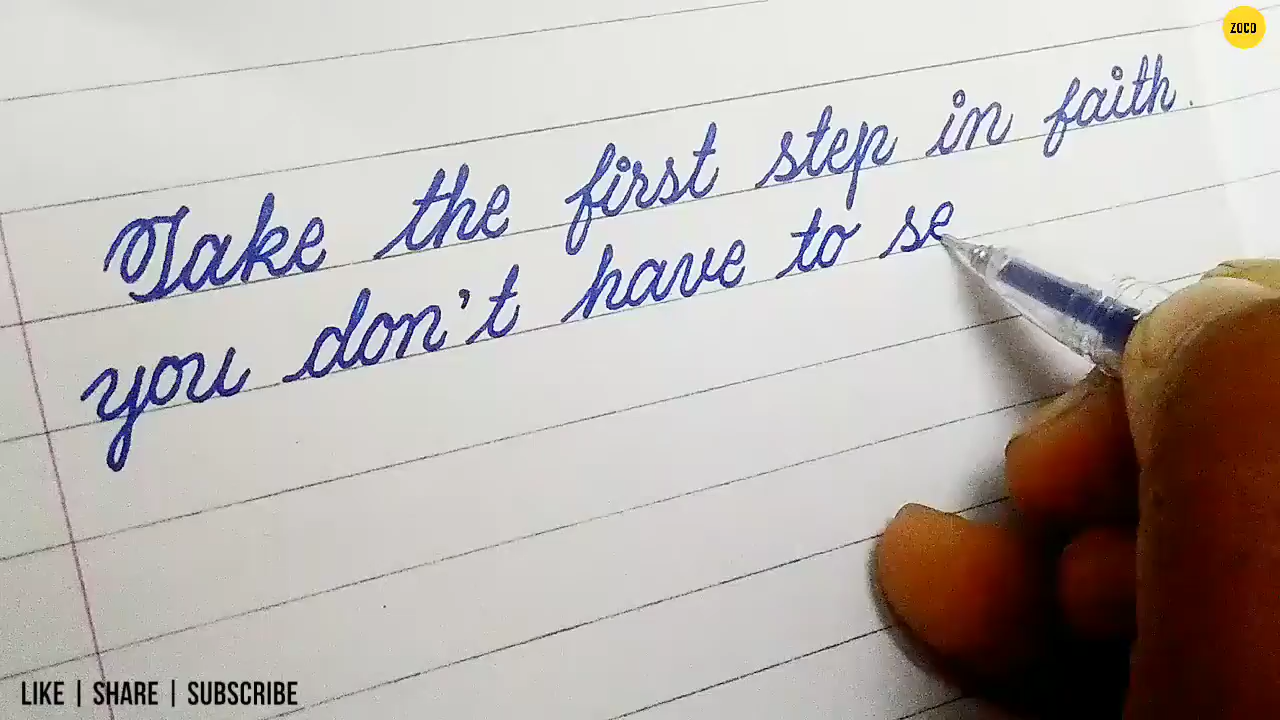 ZOCO
Take the first step in faith.
you don't have to se
LIKE | SHARE | SUBSCRIBE